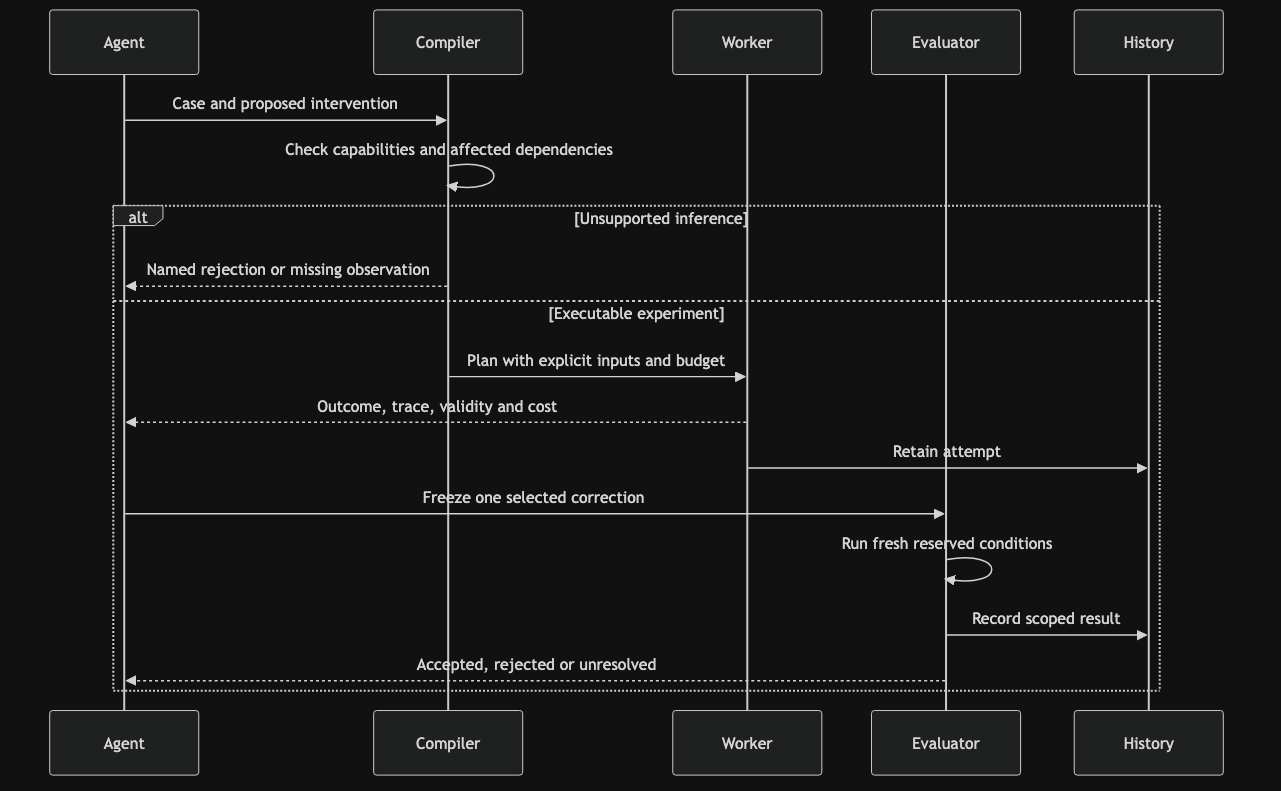 Agent
Compiler
Worker
Evaluator
History
Case and proposed intervention
Check capabilities and affected dependencies
alt
[Unsupported inference]
Named rejection or missing observation
[Executable experiment]
Plan with explicit inputs and budget
Outcome, trace, validity and cost
Retain attempt
Freeze one selected correction
Run fresh reserved conditions
Record scoped result
Accepted, rejected or unresolved
Agent
Compiler
Worker
Evaluator
History